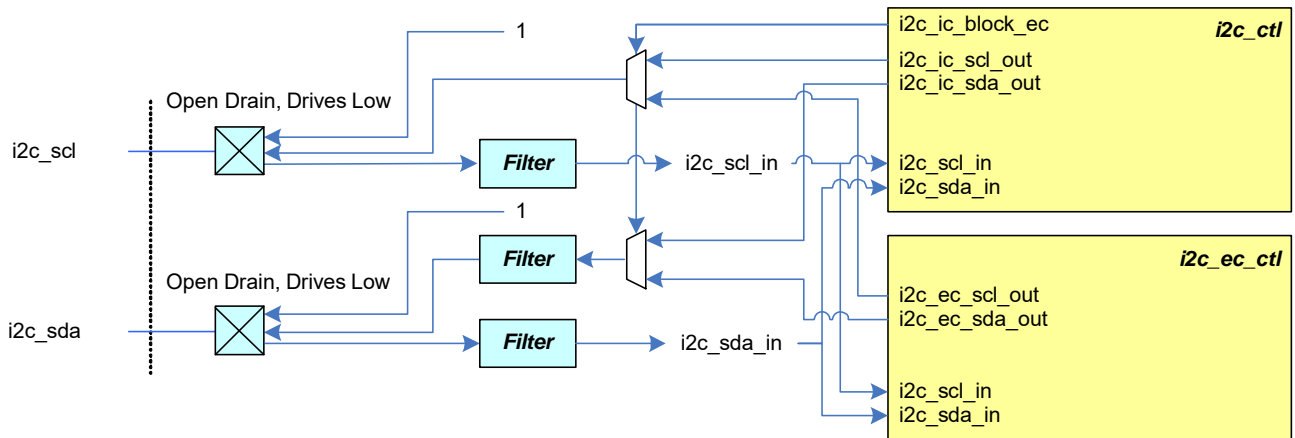 1
i2c_ic_block_ec
i2c_ctl
i2c_ic_scl_out
i2c_ic_sda_out
Open Drain, Drives Low
i2c_scl
Filter
i2c_scl_in
i2c_scl_in
i2c_sda_in
1
Filter
i2c_ec_ctl
Open Drain, Drives Low
i2c_ec_scl_out
i2c_ec_sda_out
i2c_sda
Filter
i2c_sda_in
i2c_scl_in
i2c_sda_in